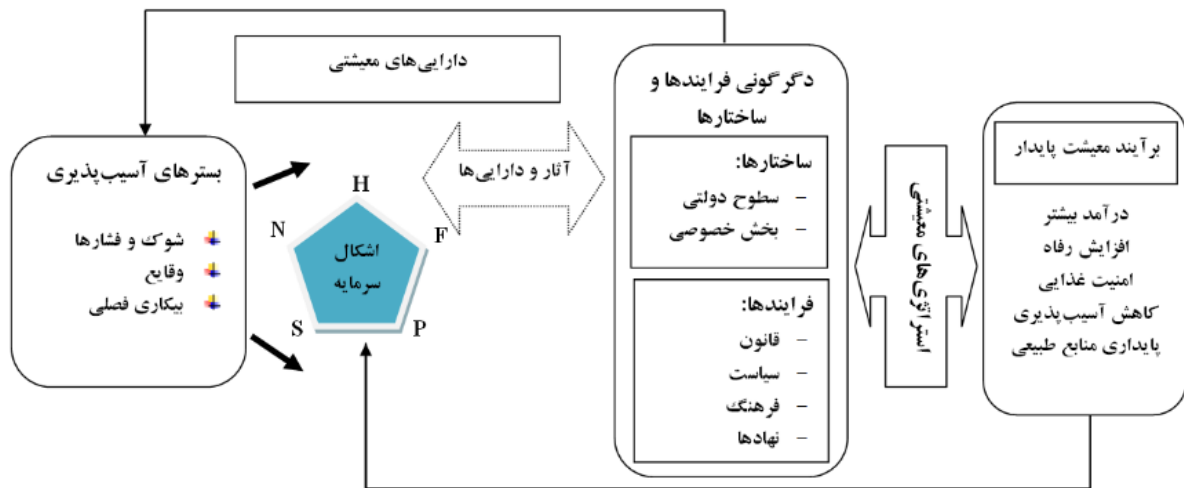 دارایی‌های معیشتی
بسترهای آسیب‌پذیری
شوک و فشارها
وقایع
بیکاری فصلی
H
N
F
S
P
اشکال
سرمایه
آثار و دارایی‌ها
دگرگونی فرایندها و
ساختارها
ساختارها:
– سطوح دولتی
– بخش خصوصی
فرایندها:
– قانون
– سیاست
– فرهنگ
– نهادها
استراتژی‌های معیشتی
برآیند معیشت پایدار
درآمد بیشتر
افزایش رفاه
امنیت غذایی
کاهش آسیب‌پذیری
پایداری منابع طبیعی